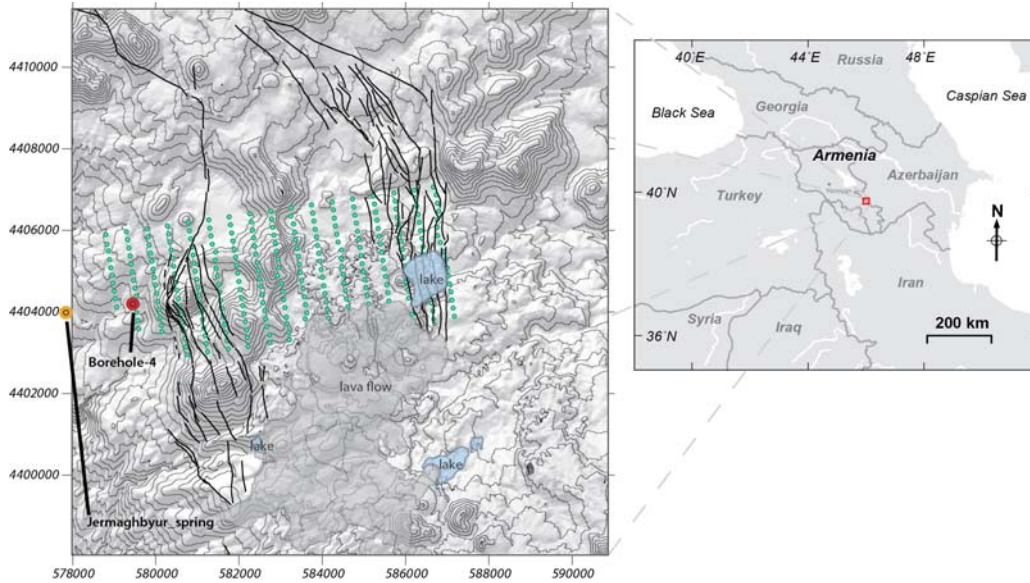 4410000
4408000
4406000
4404000
4402000
4400000
lake
Borehole-4
lava flow
lake
lake
Jermaghbyur_spring
578000 580000 582000 584000 586000 588000 590000
40˚E 44˚E 48˚E
Russia
Caspian Sea
Black Sea
Georgia
Armenia
Azerbaijan
40˚N
Turkey
N
Iran
Syria
Iraq
36˚N
200 km